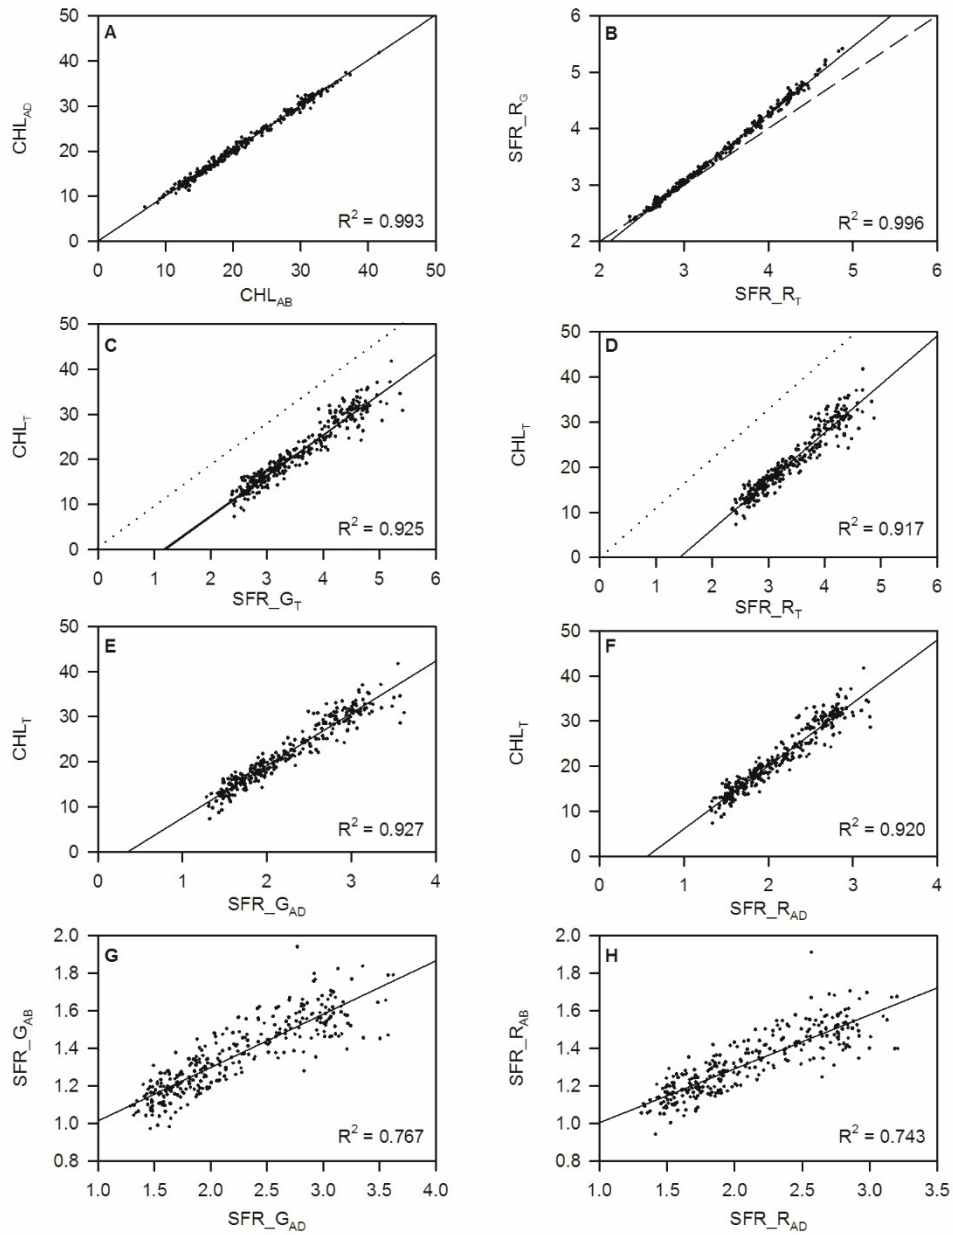 A
50
40
30
20
10
0
CHL_AD
R² = 0.993
0 10 20 30 40 50
CHL_AB
B
6
5
4
3
2
SFR_R_G
R² = 0.996
2 3 4 5 6
SFR_R_T
C
50
40
30
20
10
0
CHL_T
R² = 0.925
0 1 2 3 4 5 6
SFR_G_T
D
50
40
30
20
10
0
CHL_T
R² = 0.917
0 1 2 3 4 5 6
SFR_R_T
E
50
40
30
20
10
0
CHL_T
R² = 0.927
0 1 2 3 4
SFR_G_AD
F
50
40
30
20
10
0
CHL_T
R² = 0.920
0 1 2 3 4
SFR_R_AD
G
2.0
1.8
1.6
1.4
1.2
1.0
0.8
SFR_G_AB
R² = 0.767
1.0 1.5 2.0 2.5 3.0 3.5 4.0
SFR_G_AD
H
2.0
1.8
1.6
1.4
1.2
1.0
0.8
SFR_R_AB
R² = 0.743
1.0 1.5 2.0 2.5 3.0 3.5
SFR_R_AD